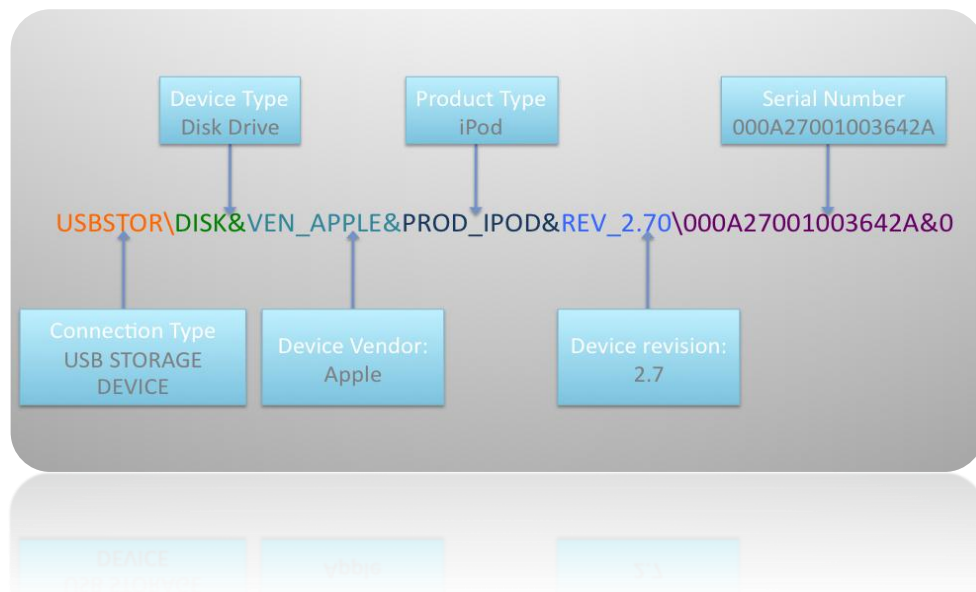 Device Type
Disk Drive
Product Type
iPod
Serial Number
000A27001003642A
USBSTOR\DISK&VEN_APPLE&PROD_IPOD&REV_2.70\000A27001003642A&0
Connection Type
USB STORAGE
DEVICE
Device Vendor:
Apple
Device revision:
2.7